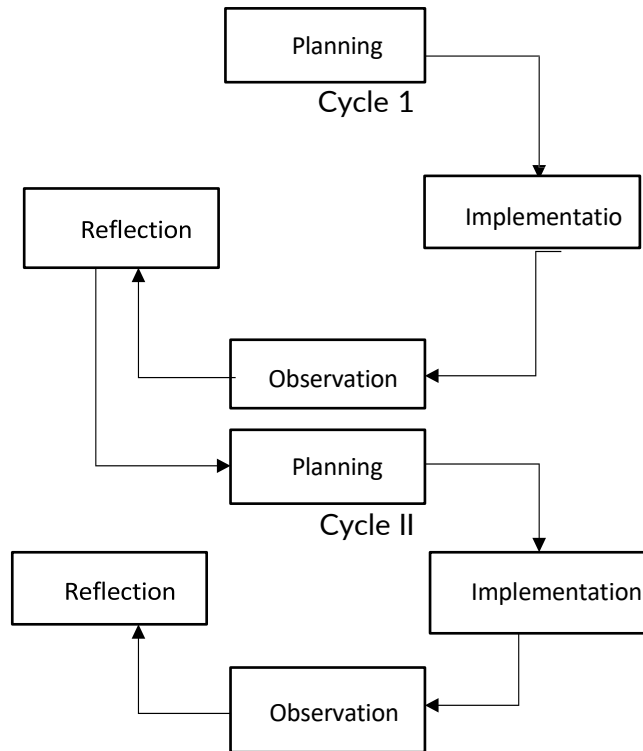 Planning
Cycle 1
Implementatio
Reflection
Observation
Planning
Cycle II
Implementation
Reflection
Observation